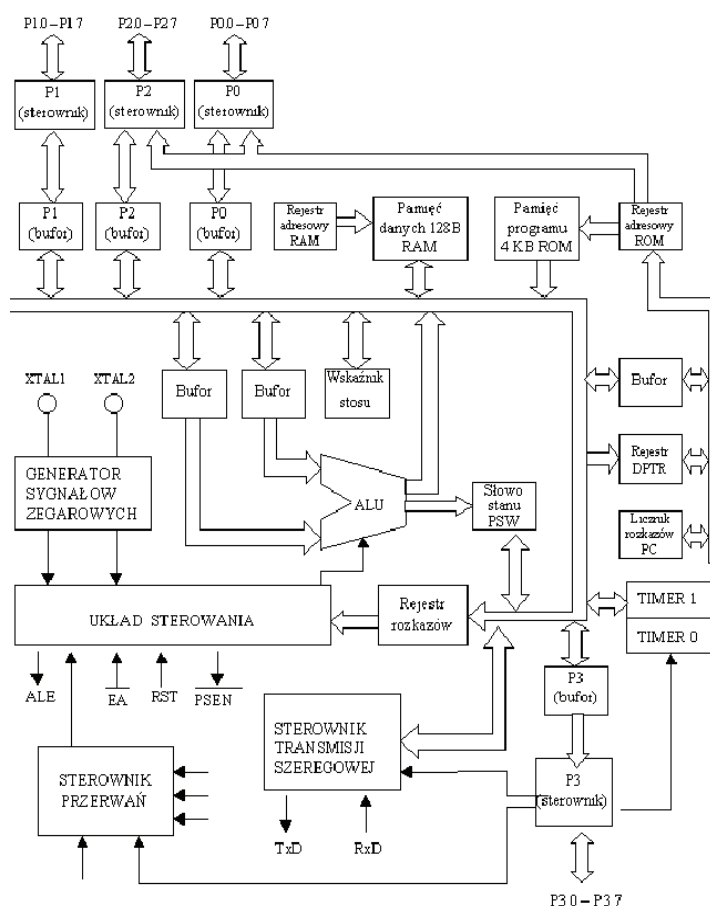 P1.0–P1.7
P2.0–P2.7
P0.0–P0.7
P1
(sterownik)
P2
(sterownik)
P0
(sterownik)
P1
(bufor)
P2
(bufor)
P0
(bufor)
Rejestr
adresowy
RAM
Pamięć
danych 128B
RAM
Pamięć
programu
4 KB ROM
Rejestr
adresowy
ROM
XTAL1
XTAL2
Bufor
Bufor
Wskaźnik
stosu
Bufor
GENERATOR
SYGNAŁÓW
ZEGAROWYCH
ALU
Słowo
stanu
PSW
Rejestr
DPTR
Licznik
rozkazów
PC
UKŁAD STEROWANIA
Rejestr
rozkazów
TIMER 1
TIMER 0
ALE
EA
RST
PSEN
P3
(bufor)
STEROWNIK
TRANSMISJI
SZEREGOWEJ
STEROWNIK
PRZERWAŃ
P3
(sterownik)
TxD
RxD
P3.0–P3.7